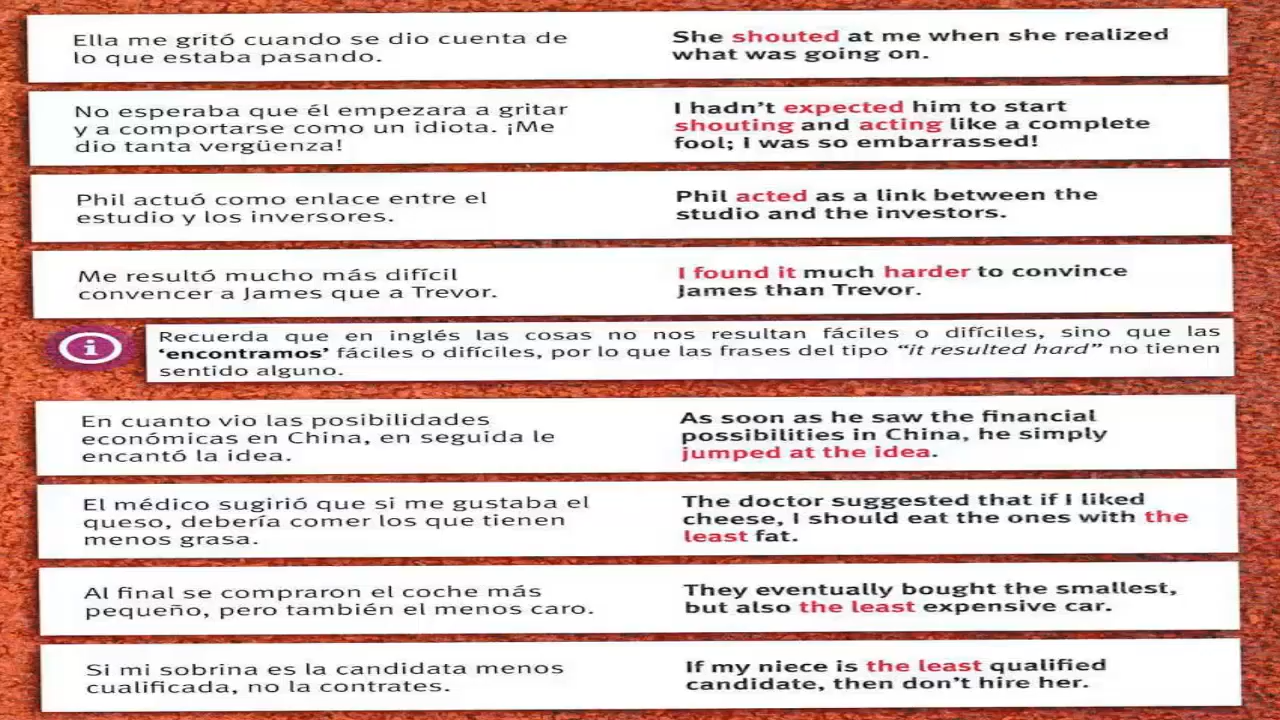 Ella me gritó cuando se dio cuenta de
lo que estaba pasando.
She shouted at me when she realized
what was going on.
No esperaba que él empezara a gritar
y a comportarse como un idiota. ¡Me
dio tanta vergüenza!
I hadn't expected him to start
shouting and acting like a complete
fool; I was so embarrassed!
Phil actuó como enlace entre el
estudio y los inversores.
Phil acted as a link between the
studio and the investors.
Me resultó mucho más difícil
convencer a James que a Trevor.
I found it much harder to convince
James than Trevor.
i
Recuerda que en inglés las cosas no nos resultan fáciles o difíciles, sino que las
‘encontramos’ fáciles o difíciles, por lo que las frases del tipo “it resulted hard” no tienen
sentido alguno.
En cuanto vio las posibilidades
económicas en China, en seguida le
encantó la idea.
As soon as he saw the financial
possibilities in China, he simply
jumped at the idea.
El médico sugirió que si me gustaba el
queso, debería comer los que tienen
menos grasa.
The doctor suggested that if I liked
cheese, I should eat the ones with the
least fat.
Al final se compraron el coche más
pequeño, pero también el menos caro.
They eventually bought the smallest,
but also the least expensive car.
Si mi sobrina es la candidata menos
cualificada, no la contrates.
If my niece is the least qualified
candidate, then don't hire her.